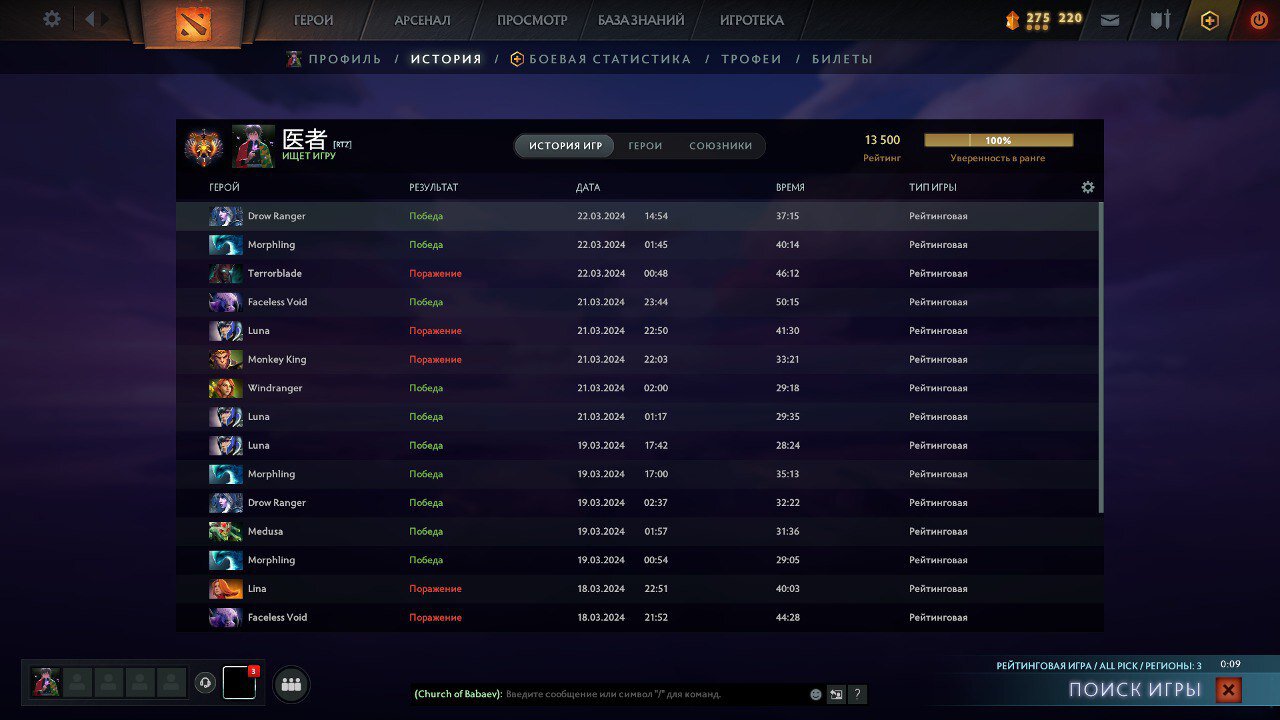 ГЕРОИ АРСЕНАЛ ПРОСМОТР БАЗА ЗНАНИЙ ИГРОТЕКА 275 220
ПРОФИЛЬ / ИСТОРИЯ / БОЕВАЯ СТАТИСТИКА / ТРОФЕИ / БИЛЕТЫ
医者 [RTZ]
ИЩЕТ ИГРУ
ИСТОРИЯ ИГР ГЕРОИ СОЮЗНИКИ
13 500 100%
Рейтинг Уверенность в ранге
ГЕРОЙ РЕЗУЛЬТАТ ДАТА ВРЕМЯ ТИП ИГРЫ
Drow Ranger Победа 22.03.2024 14:54 37:15 Рейтинговая
Morphling Победа 22.03.2024 01:45 40:14 Рейтинговая
Terrorblade Поражение 22.03.2024 00:48 46:12 Рейтинговая
Faceless Void Победа 21.03.2024 23:44 50:15 Рейтинговая
Luna Поражение 21.03.2024 22:50 41:30 Рейтинговая
Monkey King Поражение 21.03.2024 22:03 33:21 Рейтинговая
Windranger Победа 21.03.2024 02:00 29:18 Рейтинговая
Luna Победа 21.03.2024 01:17 29:35 Рейтинговая
Luna Победа 19.03.2024 17:42 28:24 Рейтинговая
Morphling Победа 19.03.2024 17:00 35:13 Рейтинговая
Drow Ranger Победа 19.03.2024 02:37 32:22 Рейтинговая
Medusa Победа 19.03.2024 01:57 31:36 Рейтинговая
Morphling Победа 19.03.2024 00:54 29:05 Рейтинговая
Lina Поражение 18.03.2024 22:51 40:03 Рейтинговая
Faceless Void Поражение 18.03.2024 21:52 44:28 Рейтинговая
РЕЙТИНГОВАЯ ИГРА / ALL PICK / РЕГИОНЫ: 3 0:09
3
(Church of Babaev): Введите сообщение или символ "/" для команд. ?
ПОИСК ИГРЫ